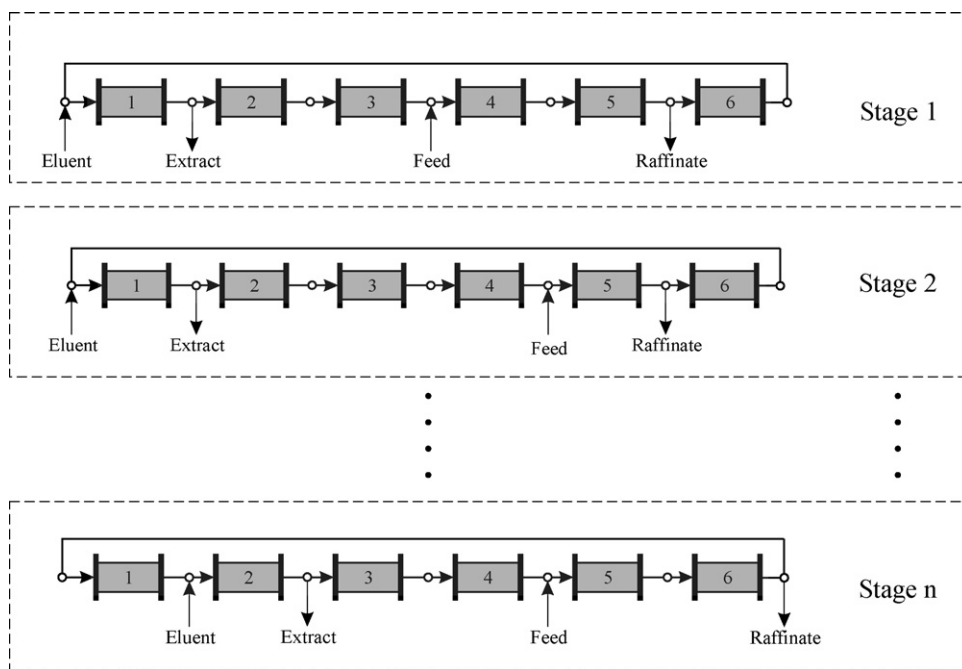 1 2 3 4 5 6
Stage 1
Eluent Extract Feed Raffinate
1 2 3 4 5 6
Stage 2
Eluent Extract Feed Raffinate
1 2 3 4 5 6
Stage n
Eluent Extract Feed Raffinate